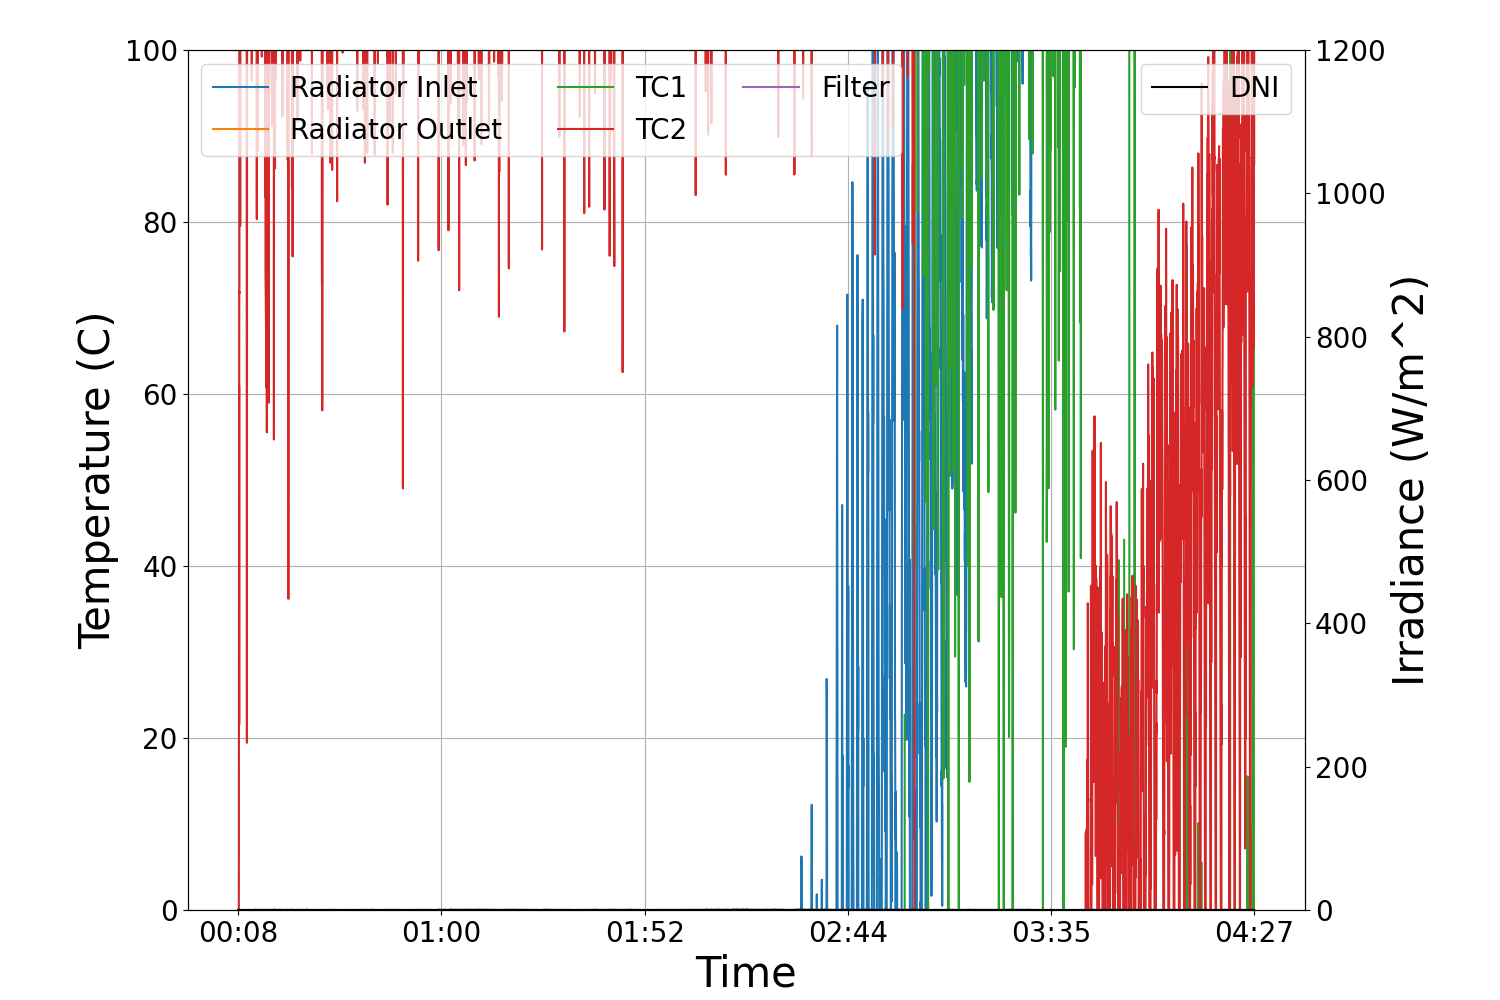 100
80
60
40
20
0
Temperature (C)
Radiator Inlet
Radiator Outlet
TC1
TC2
Filter
DNI
1200
1000
800
600
400
200
0
Irradiance (W/m^2)
00:08
01:00
01:52
02:44
03:35
04:27
Time